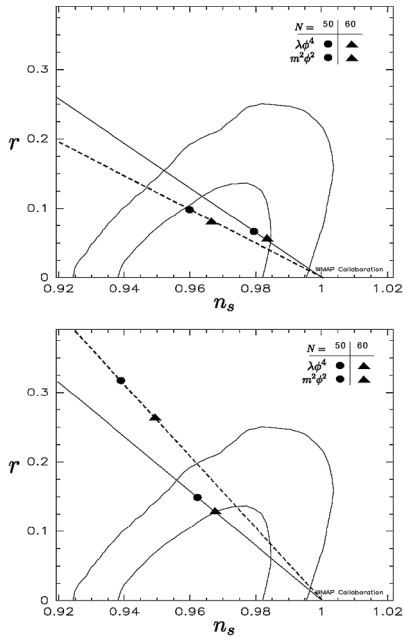 N = 50 60
λϕ⁴
m²ϕ²
0.3
0.2
r
0.1
0
WMAP Collaboration
0.92 0.94 0.96 0.98 1 1.02
nₛ
N = 50 60
λϕ⁴
m²ϕ²
0.3
0.2
r
0.1
0
WMAP Collaboration
0.92 0.94 0.96 0.98 1 1.02
nₛ